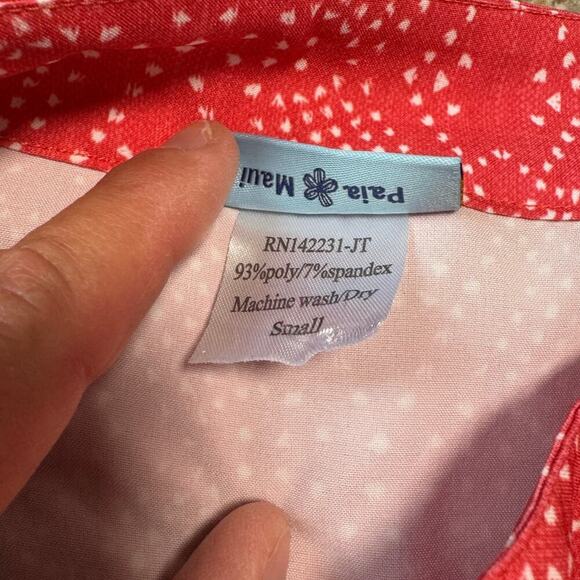 Paia Maui
RN142231-JT
93%poly/7%spandex
Machine wash/Dry
Small